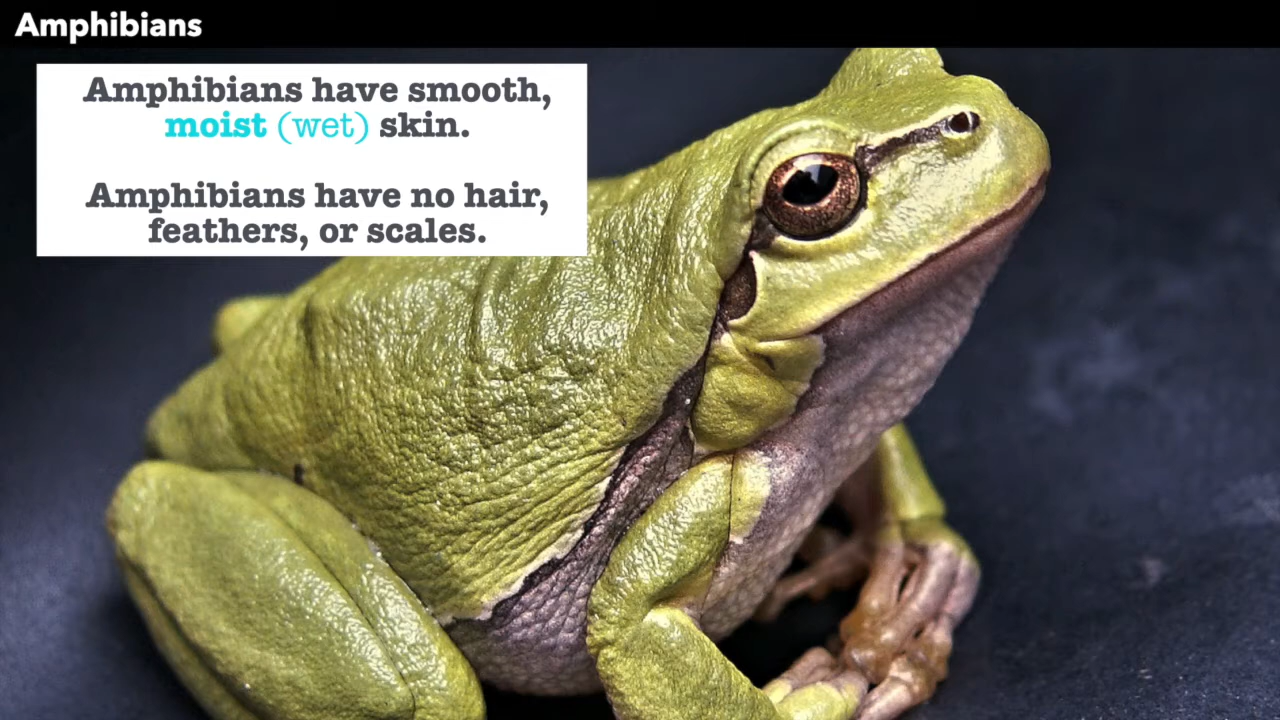 Amphibians
Amphibians have smooth,
moist (wet) skin.
Amphibians have no hair,
feathers, or scales.